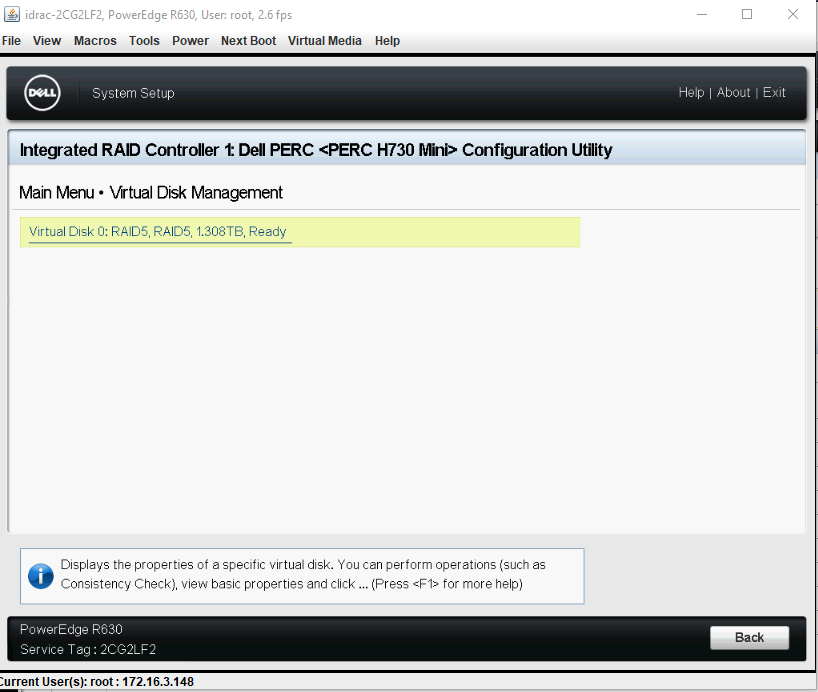 idrac-2CG2LF2, PowerEdge R630, User: root, 2.6 fps
File View Macros Tools Power Next Boot Virtual Media Help
DELL System Setup Help | About | Exit
Integrated RAID Controller 1: Dell PERC <PERC H730 Mini> Configuration Utility
Main Menu • Virtual Disk Management
Virtual Disk 0: RAID5, RAID5, 1.308TB, Ready
Displays the properties of a specific virtual disk. You can perform operations (such as
Consistency Check), view basic properties and click ... (Press <F1> for more help)
PowerEdge R630
Service Tag : 2CG2LF2
Back
Current User(s): root : 172.16.3.148